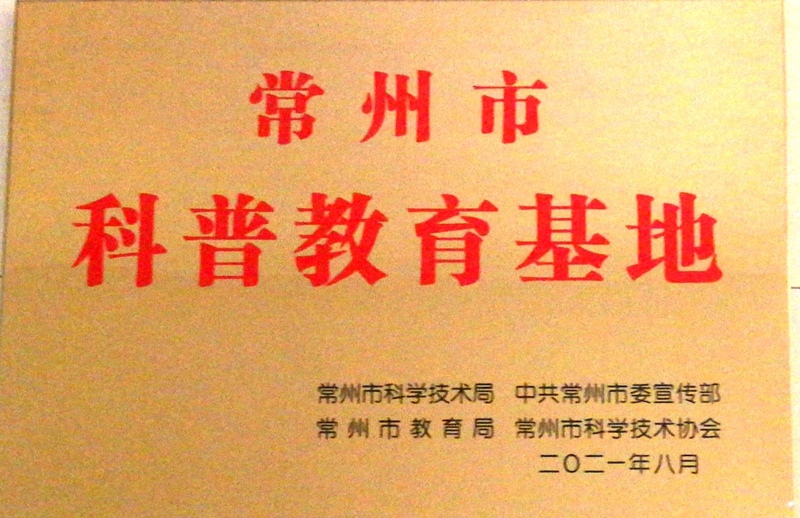 常州市
科普教育基地
常州市科学技术局 中共常州市委宣传部
常州市教育局 常州市科学技术协会
二〇二一年八月